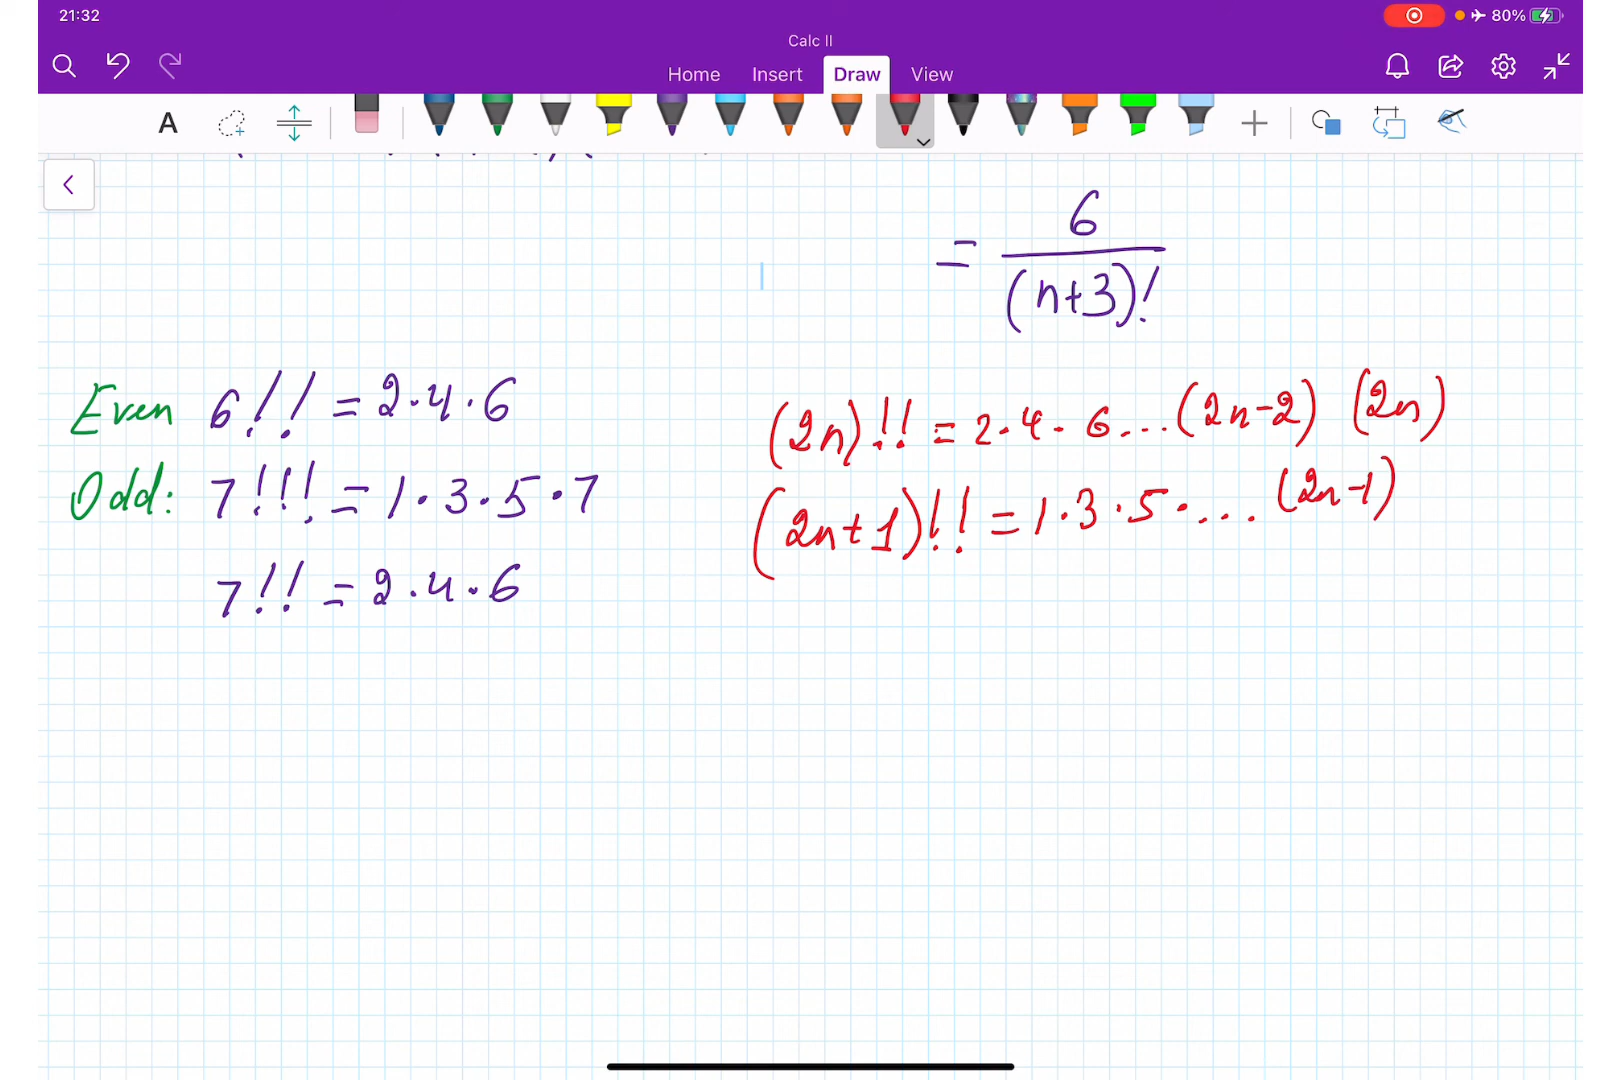 21:32
80%
Calc II
Home Insert Draw View
A
= 6 / (n+3)!
Even 6!! = 2·4·6
(2n)!! = 2·4·6...(2n-2) (2n)
Odd: 7!!! = 1·3·5·7
(2n+1)!! = 1·3·5·... (2n-1)
7!! = 2·4·6